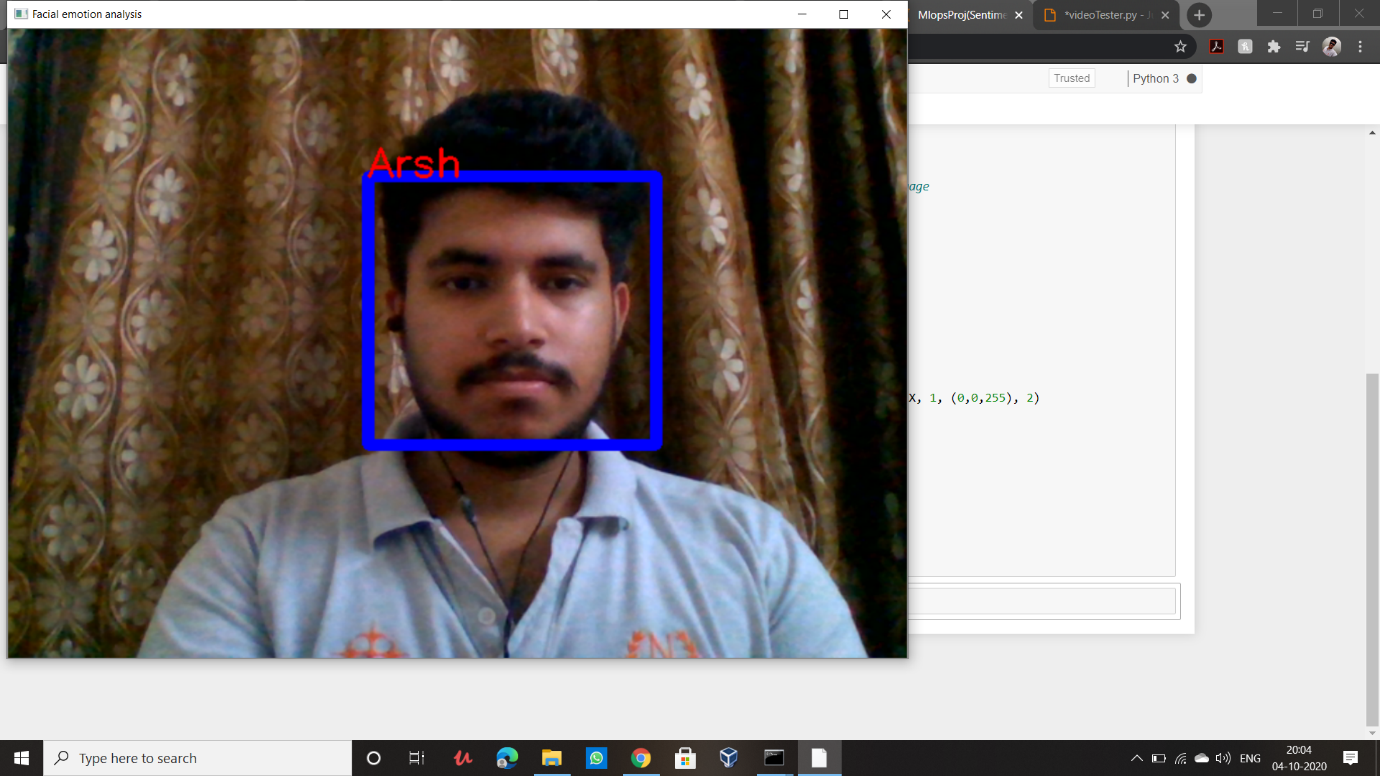 Facial emotion analysis
MlopsProj(Sentime
*videoTester.py - J
Trusted
Python 3
Arsh
age
X, 1, (0,0,255), 2)
N
Type here to search
ENG
20:04
04-10-2020